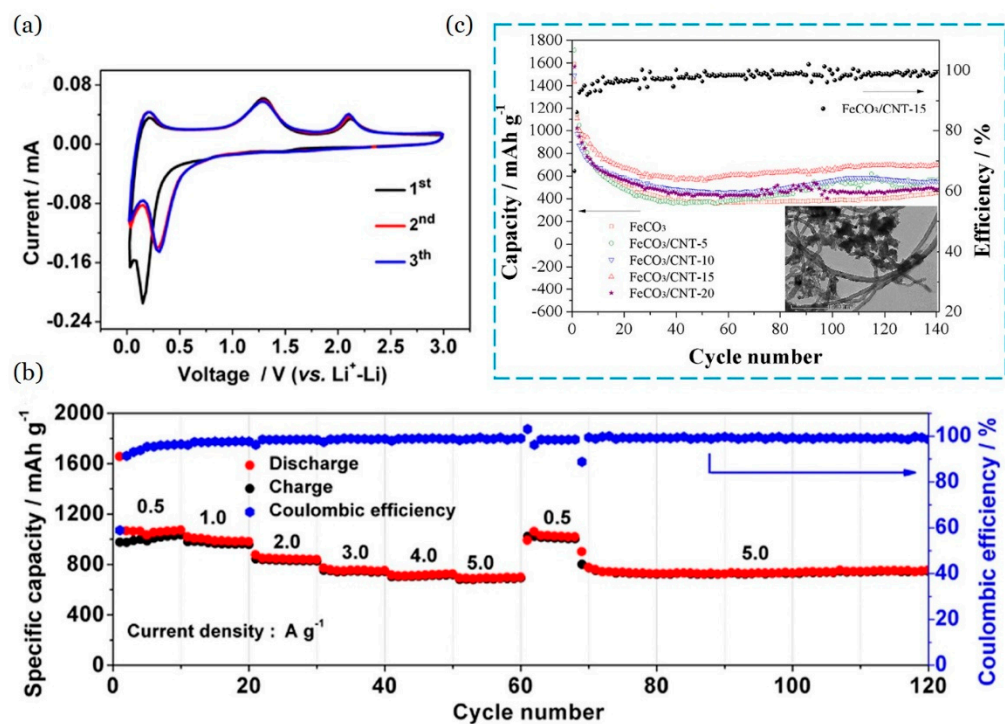 (a)
0.08
0.00
-0.08
-0.16
-0.24
Current / mA
1st
2nd
3th
0.0 0.5 1.0 1.5 2.0 2.5 3.0
Voltage / V (vs. Li⁺-Li)
(c)
1800
1600
1400
1200
1000
800
600
400
200
0
-200
-400
-600
Capacity / mAh g⁻¹
100
80
60
40
20
Efficiency / %
FeCO₃/CNT-15
FeCO₃
FeCO₃/CNT-5
FeCO₃/CNT-10
FeCO₃/CNT-15
FeCO₃/CNT-20
0 20 40 60 80 100 120 140
Cycle number
(b)
2000
1600
1200
800
400
0
Specific capacity / mAh g⁻¹
Discharge
Charge
Coulombic efficiency
0.5 1.0 2.0 3.0 4.0 5.0 0.5 5.0
Current density : A g⁻¹
100
80
60
40
20
0
Coulombic efficiency / %
0 20 40 60 80 100 120
Cycle number